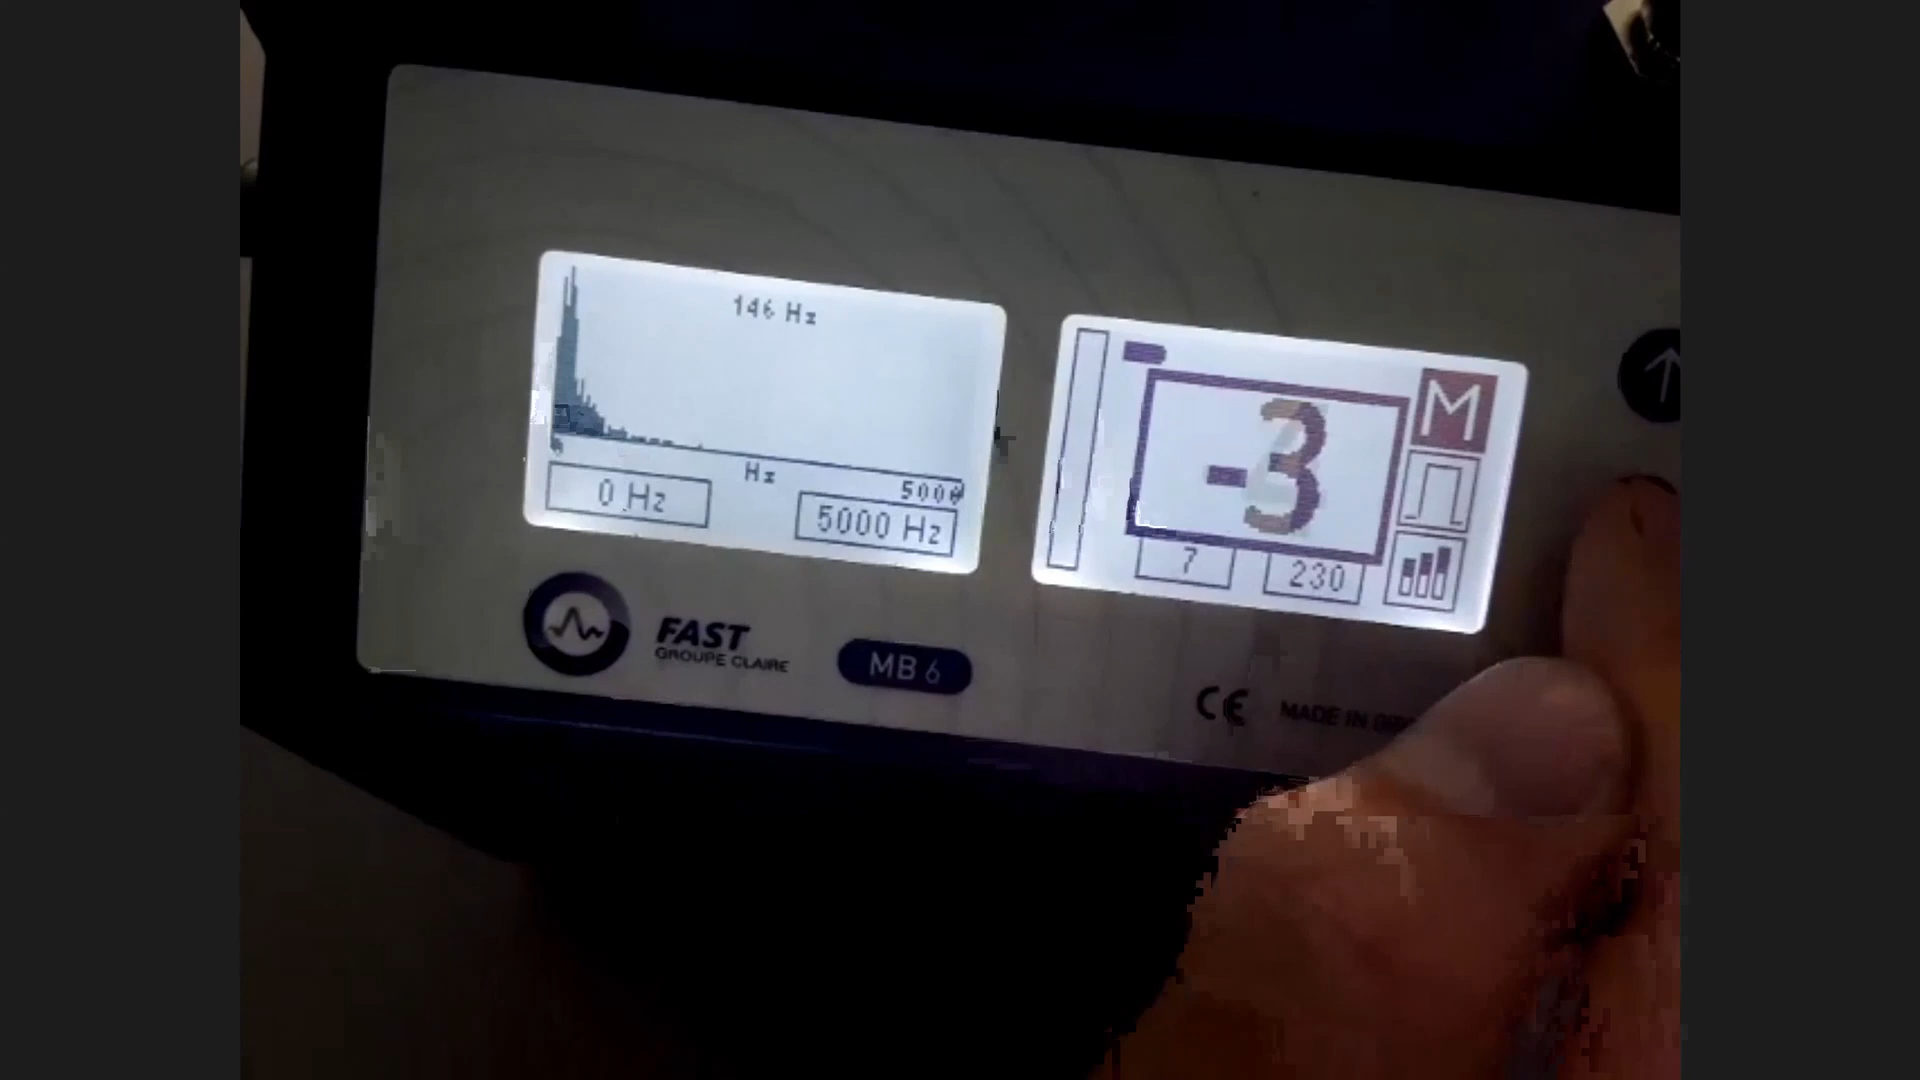 146 Hz
Hz
5000
0 Hz
5000 Hz
-3
M
7
230
FAST
GROUPE CLAIRE
MB 6
CE
MADE IN